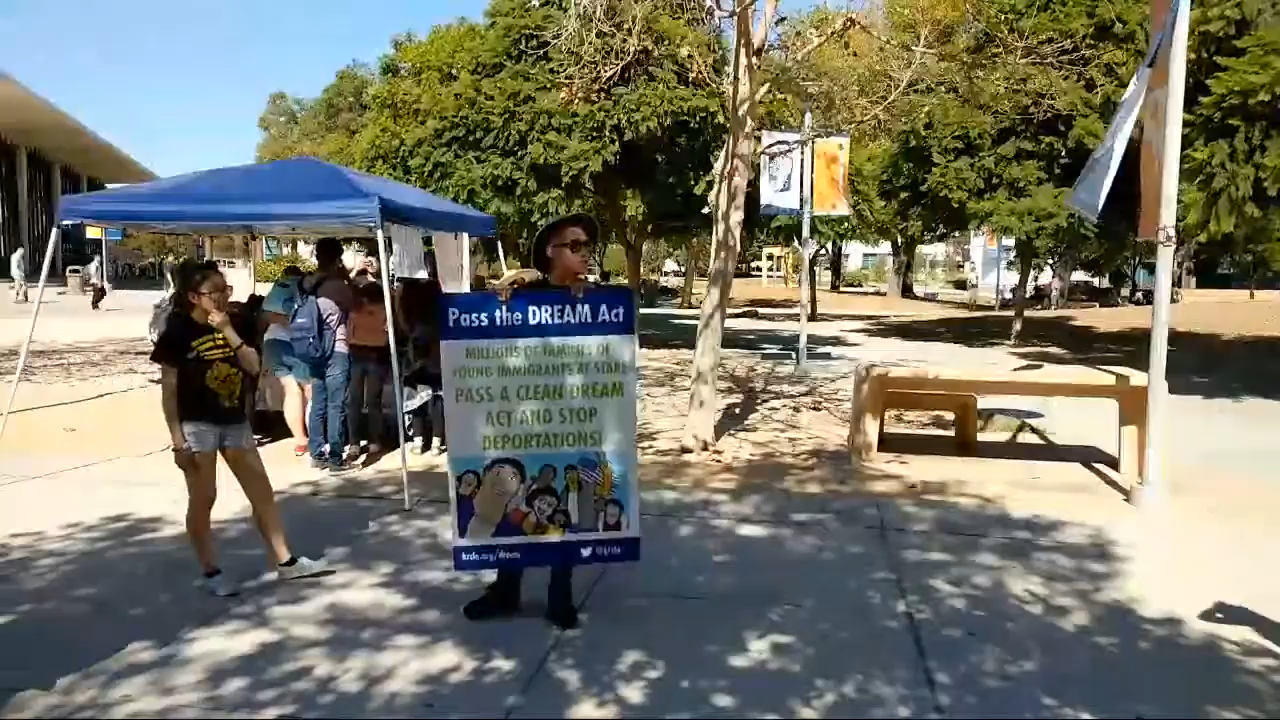 Pass the DREAM Act
MILLIONS OF FAMILIES OF
YOUNG IMMIGRANTS AT STAKE
PASS A CLEAN DREAM
ACT AND STOP
DEPORTATIONS!